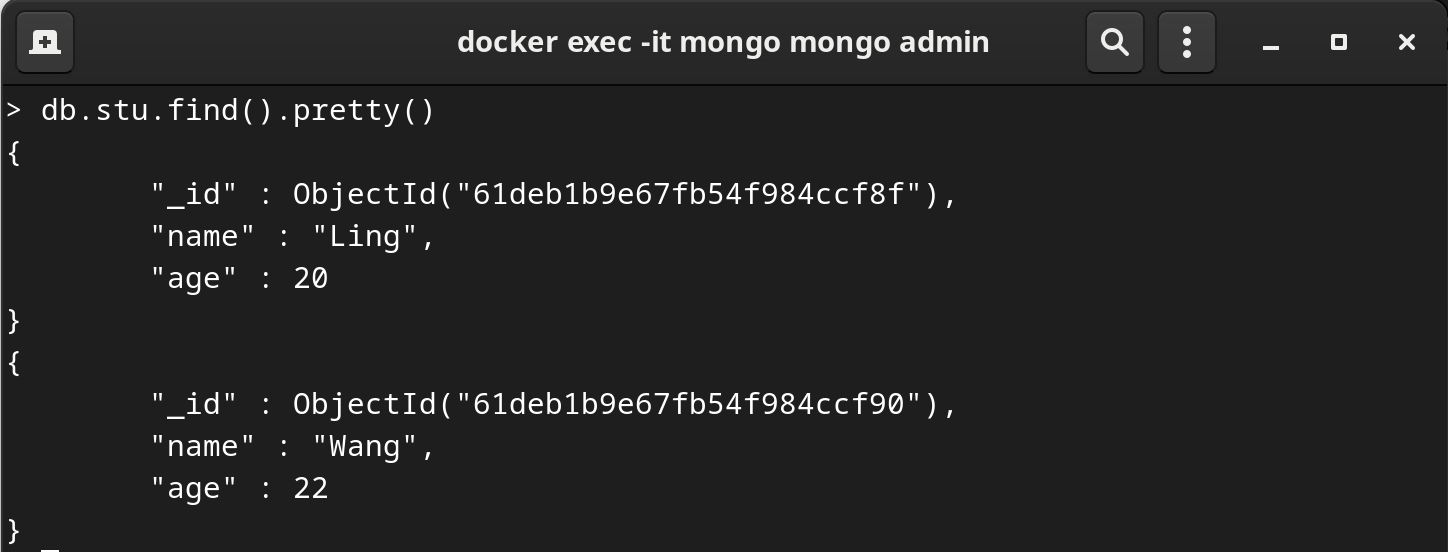 docker exec -it mongo mongo admin
> db.stu.find().pretty()
{
        "_id" : ObjectId("61deb1b9e67fb54f984ccf8f"),
        "name" : "Ling",
        "age" : 20
}
{
        "_id" : ObjectId("61deb1b9e67fb54f984ccf90"),
        "name" : "Wang",
        "age" : 22
}